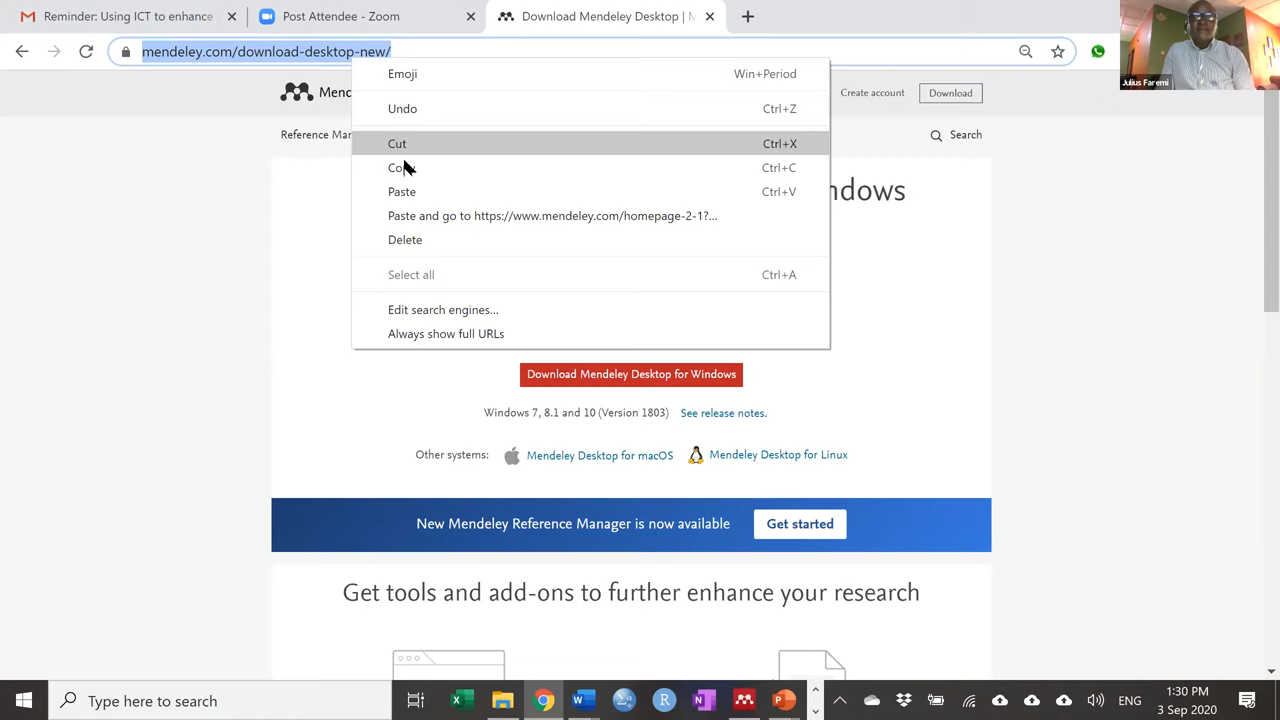 Reminder: Using ICT to enhance
Post Attendee - Zoom
Download Mendeley Desktop | M
mendeley.com/download-desktop-new/
Julius Faremi
Emoji Win+Period
Undo Ctrl+Z
Cut Ctrl+X
Copy Ctrl+C
Paste Ctrl+V
Paste and go to https://www.mendeley.com/homepage-2-1?...
Delete
Select all Ctrl+A
Edit search engines...
Always show full URLs
Mend
Create account
Download
Reference Mar
Search
ndows
Download Mendeley Desktop for Windows
Windows 7, 8.1 and 10 (Version 1803) See release notes.
Other systems: Mendeley Desktop for macOS Mendeley Desktop for Linux
New Mendeley Reference Manager is now available Get started
Get tools and add-ons to further enhance your research
Type here to search
ENG
1:30 PM
3 Sep 2020